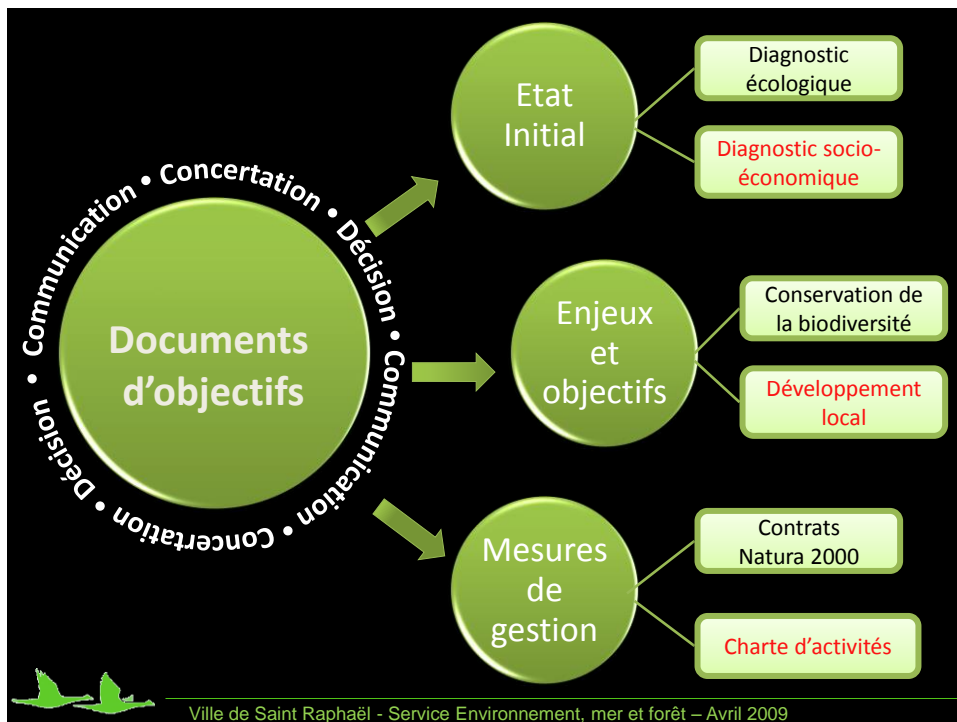 Communication • Concertation • Décision • Communication • Concertation • Décision •
Documents
d’objectifs
Etat
Initial
Diagnostic
écologique
Diagnostic socio-
économique
Enjeux
et
objectifs
Conservation de
la biodiversité
Développement
local
Mesures
de
gestion
Contrats
Natura 2000
Charte d’activités
Ville de Saint Raphaël - Service Environnement, mer et forêt – Avril 2009